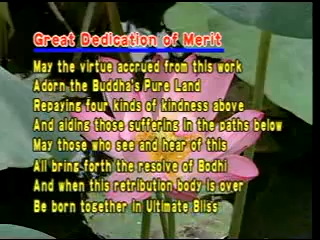 Great Dedication of Merit
May the virtue accrued from this work
Adorn the Buddha's Pure Land
Repaying four kinds of kindness above
And aiding those suffering in the paths below
May those who see and hear of this
All bring forth the resolve of Bodhi
And when this retribution body is over
Be born together in Ultimate Bliss